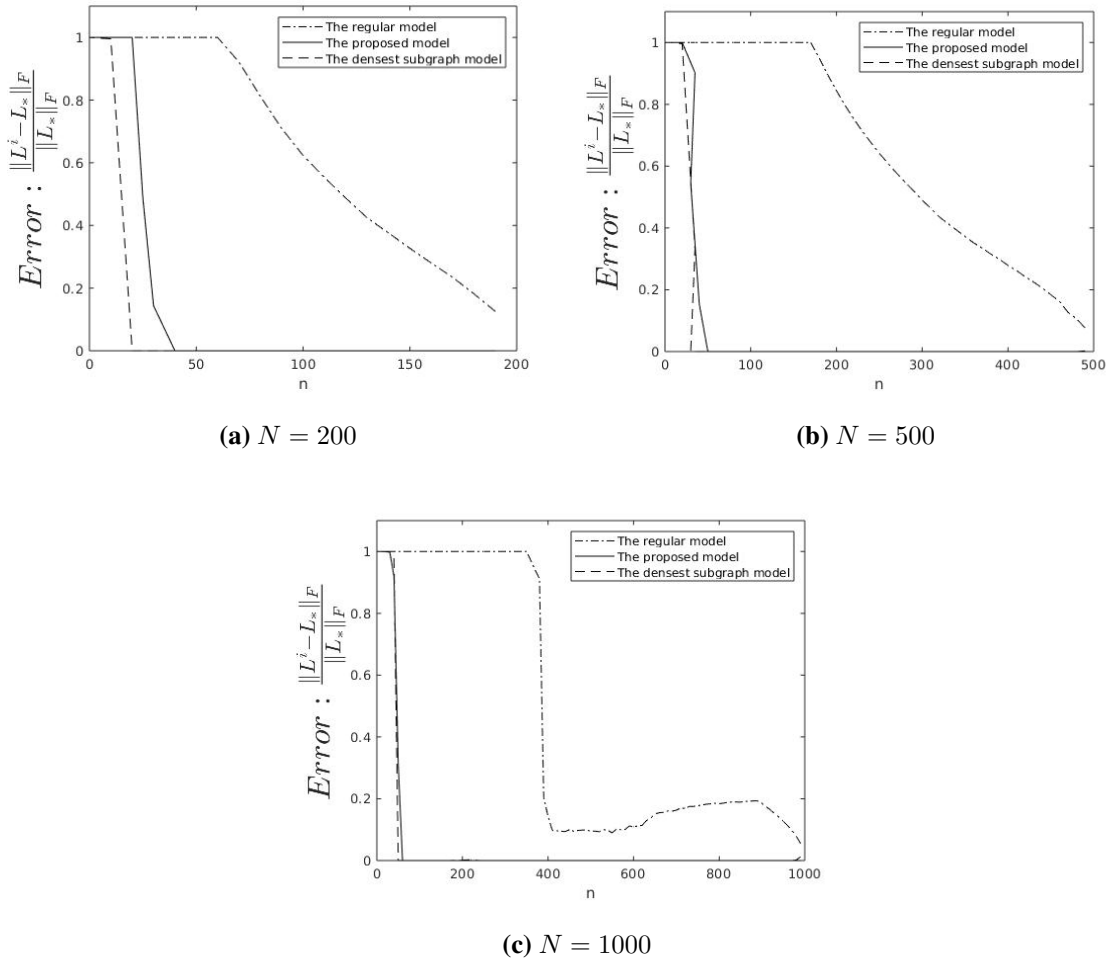 The regular model
The proposed model
The densest subgraph model
1
0.8
0.6
0.4
0.2
0
Error : ‖L^i − L_*‖_F / ‖L_*‖_F
0 50 100 150 200
n
(a) N = 200
The regular model
The proposed model
The densest subgraph model
1
0.8
0.6
0.4
0.2
0
Error : ‖L^i − L_*‖_F / ‖L_*‖_F
0 100 200 300 400 500
n
(b) N = 500
The regular model
The proposed model
The densest subgraph model
1
0.8
0.6
0.4
0.2
0
Error : ‖L^i − L_*‖_F / ‖L_*‖_F
0 200 400 600 800 1000
n
(c) N = 1000